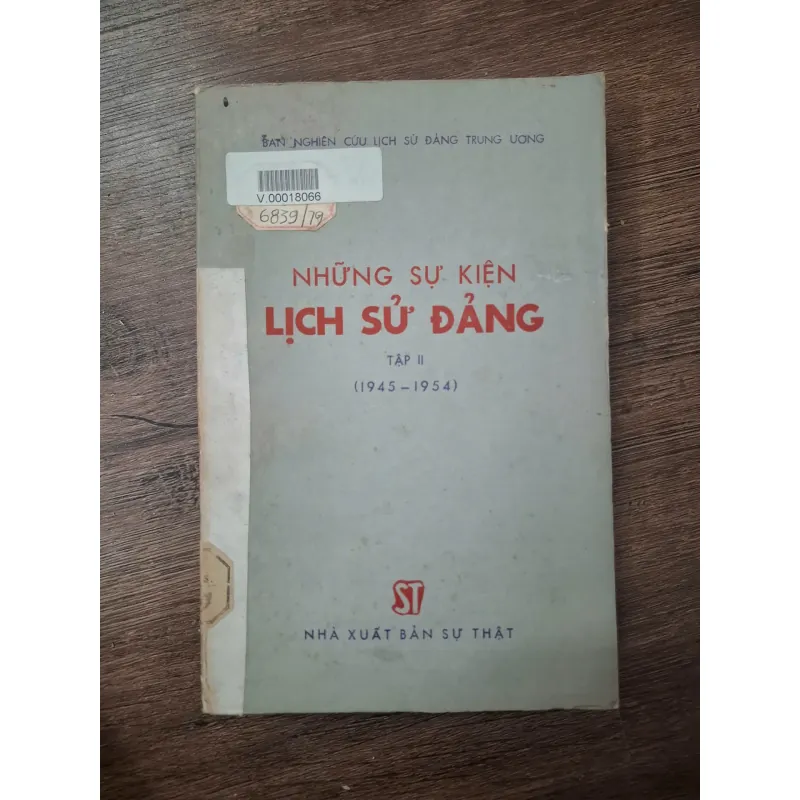 BAN NGHIÊN CỨU LỊCH SỬ ĐẢNG TRUNG ƯƠNG
V.00018066
6839/79
NHỮNG SỰ KIỆN
LỊCH SỬ ĐẢNG
TẬP II
(1945-1954)
ST
NHÀ XUẤT BẢN SỰ THẬT